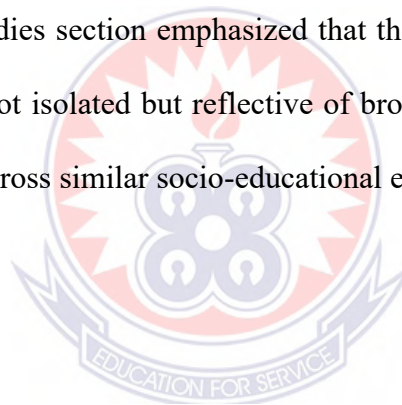 dies section emphasized that th
ot isolated but reflective of bro
ross similar socio-educational e
EDUCATION FOR SERVICE